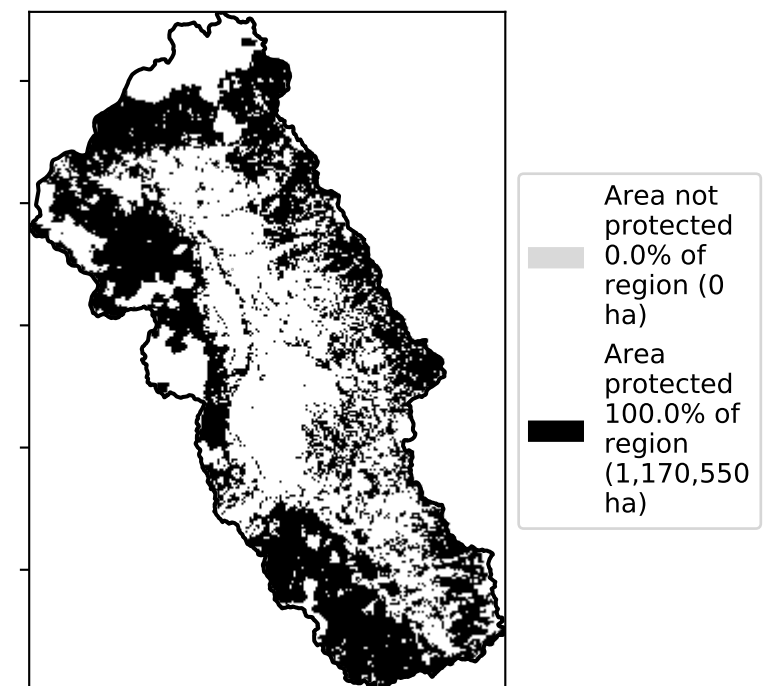 Area not
protected
0.0% of
region (0
ha)
Area
protected
100.0% of
region
(1,170,550
ha)